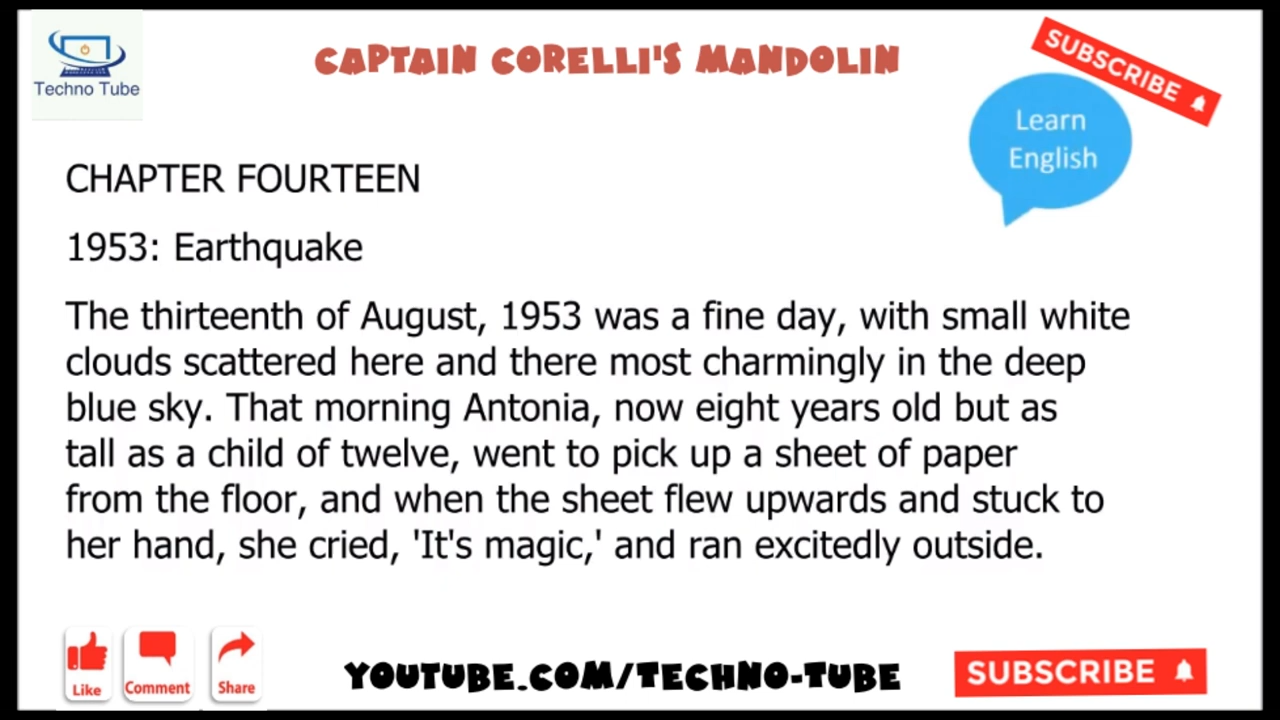 Techno Tube
CAPTAIN CORELLI'S MANDOLIN
SUBSCRIBE
Learn
English
CHAPTER FOURTEEN
1953: Earthquake
The thirteenth of August, 1953 was a fine day, with small white
clouds scattered here and there most charmingly in the deep
blue sky. That morning Antonia, now eight years old but as
tall as a child of twelve, went to pick up a sheet of paper
from the floor, and when the sheet flew upwards and stuck to
her hand, she cried, 'It's magic,' and ran excitedly outside.
Like
Comment
Share
YOUTUBE.COM/TECHNO-TUBE
SUBSCRIBE